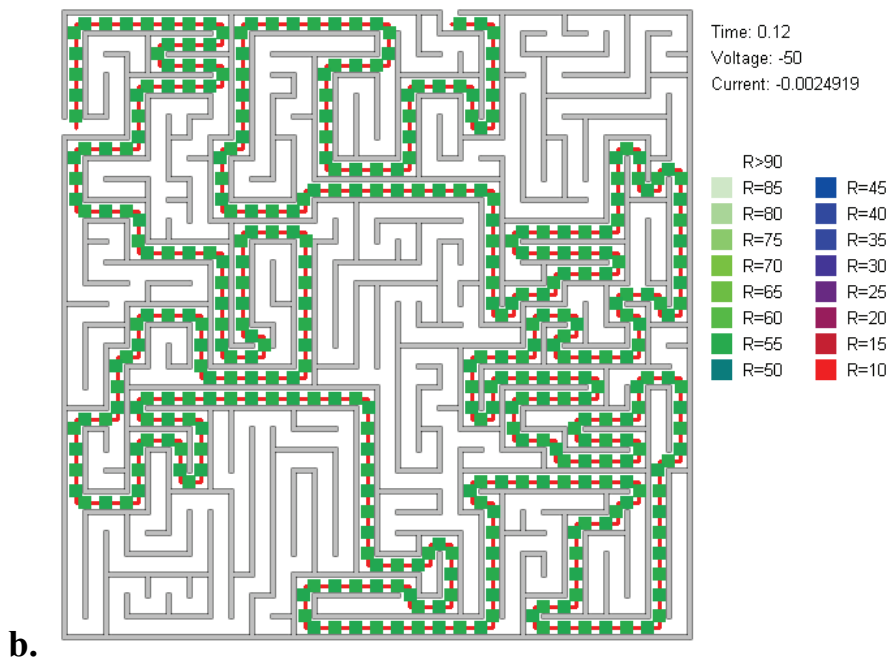 Time: 0.12
Voltage: -50
Current: -0.0024919
R>90
R=85 R=45
R=80 R=40
R=75 R=35
R=70 R=30
R=65 R=25
R=60 R=20
R=55 R=15
R=50 R=10
b.